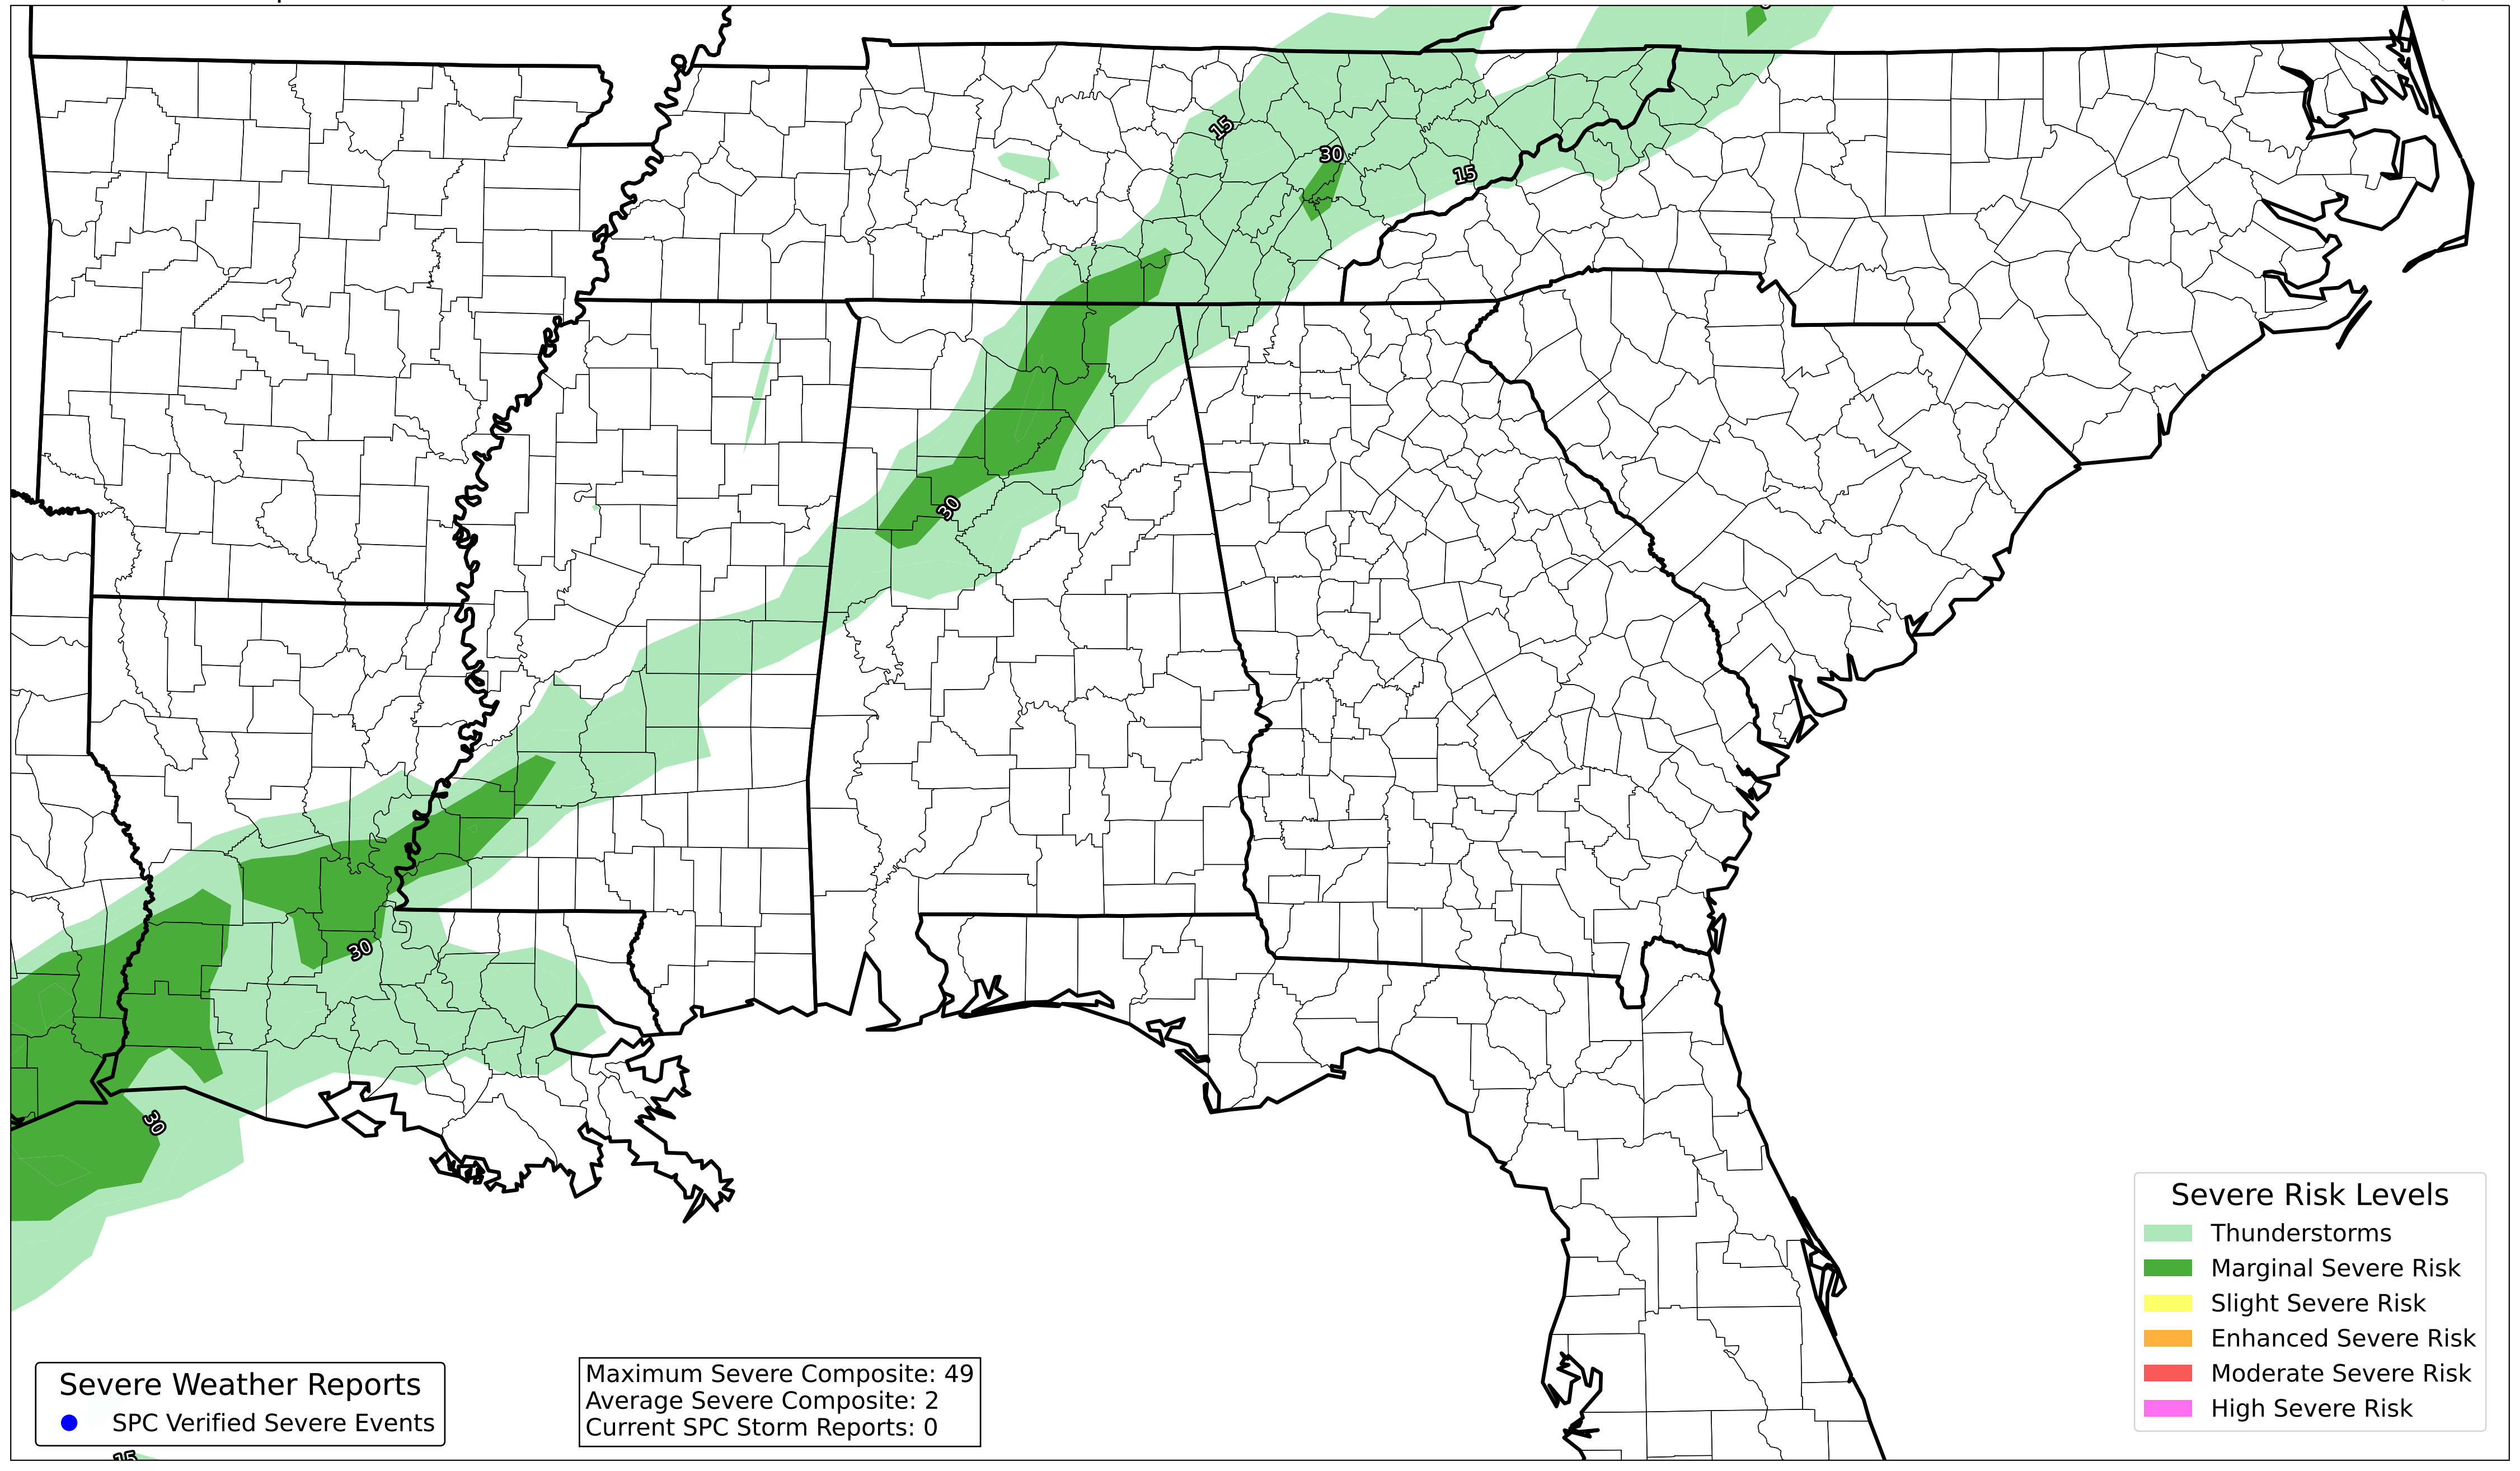 15
30
15
30
30
30
Severe Risk Levels
Thunderstorms
Marginal Severe Risk
Slight Severe Risk
Enhanced Severe Risk
Moderate Severe Risk
High Severe Risk
Severe Weather Reports
SPC Verified Severe Events
Maximum Severe Composite: 49
Average Severe Composite: 2
Current SPC Storm Reports: 0
15